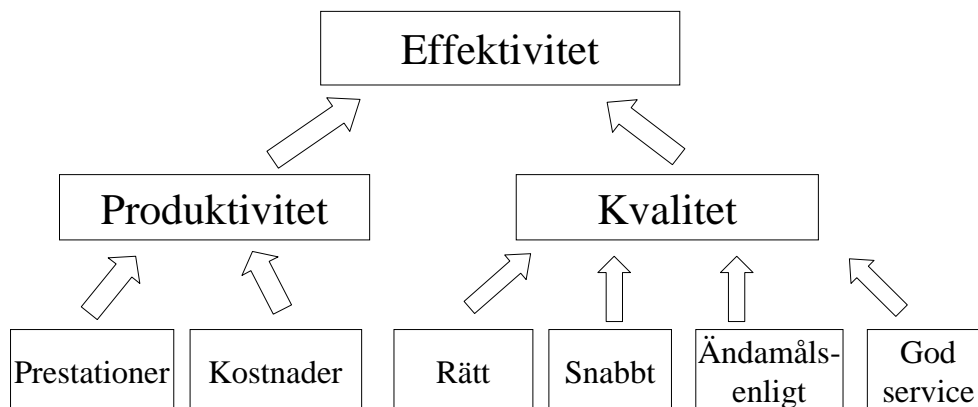 Effektivitet
Produktivitet
Kvalitet
Prestationer
Kostnader
Rätt
Snabbt
Ändamåls-
enligt
God
service